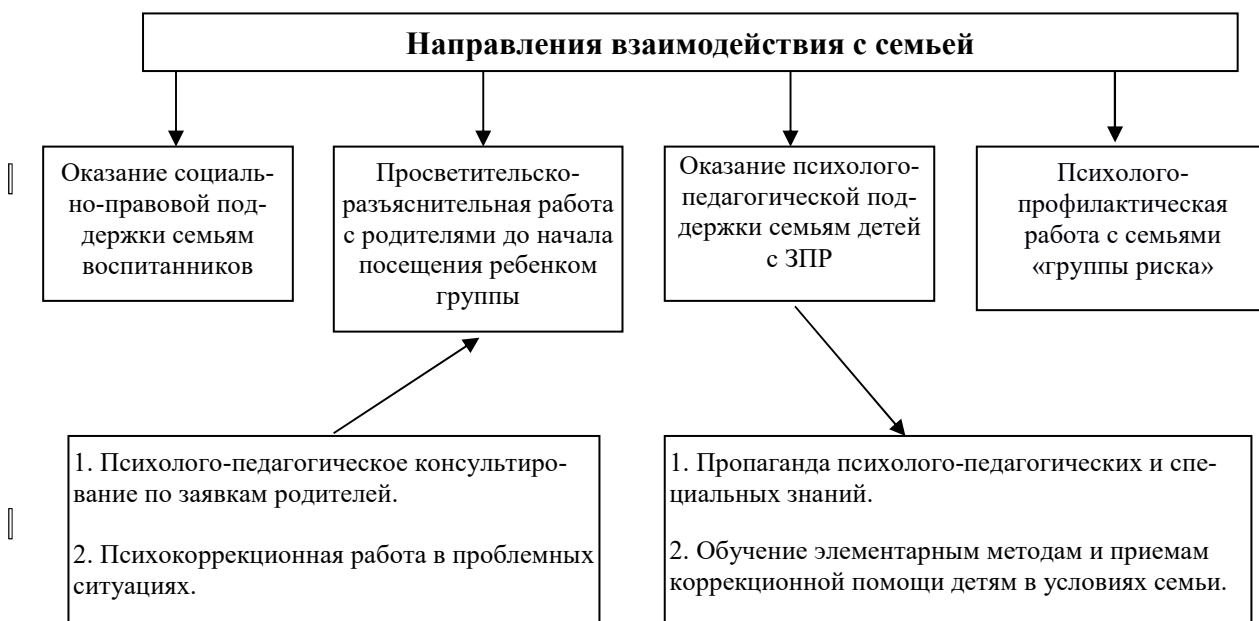 Направления взаимодействия с семьей
Оказание социаль-
но-правовой под-
держки семьям
воспитанников
Просветительско-
разъяснительная работа
с родителями до начала
посещения ребенком
группы
Оказание психолого-
педагогической под-
держки семьям детей
с ЗПР
Психолого-
профилактическая
работа с семьями
«группы риска»
1. Психолого-педагогическое консультиро-
вание по заявкам родителей.
2. Психокоррекционная работа в проблемных
ситуациях.
1. Пропаганда психолого-педагогических и спе-
циальных знаний.
2. Обучение элементарным методам и приемам
коррекционной помощи детям в условиях семьи.